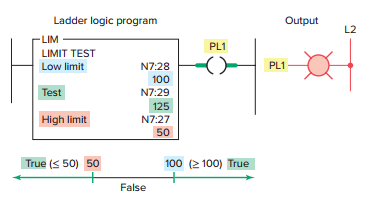 Ladder logic program
Output
L2
LIM
LIMIT TEST
Low limit N7:28
100
Test N7:29
125
High limit N7:27
50
PL1
PL1
True (≤ 50) 50 100 (≥ 100) True
False